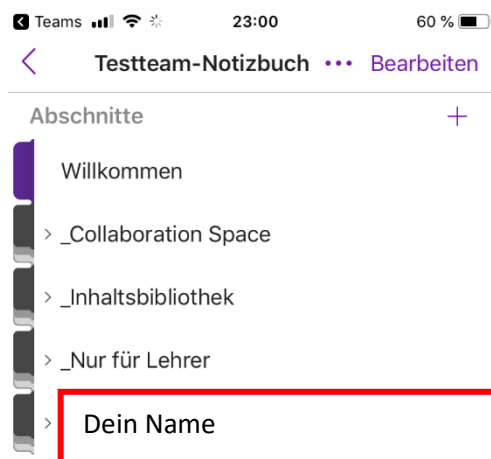 Teams 23:00 60 %
Testteam-Notizbuch ••• Bearbeiten
Abschnitte +
Willkommen
> _Collaboration Space
> _Inhaltsbibliothek
> _Nur für Lehrer
> Dein Name